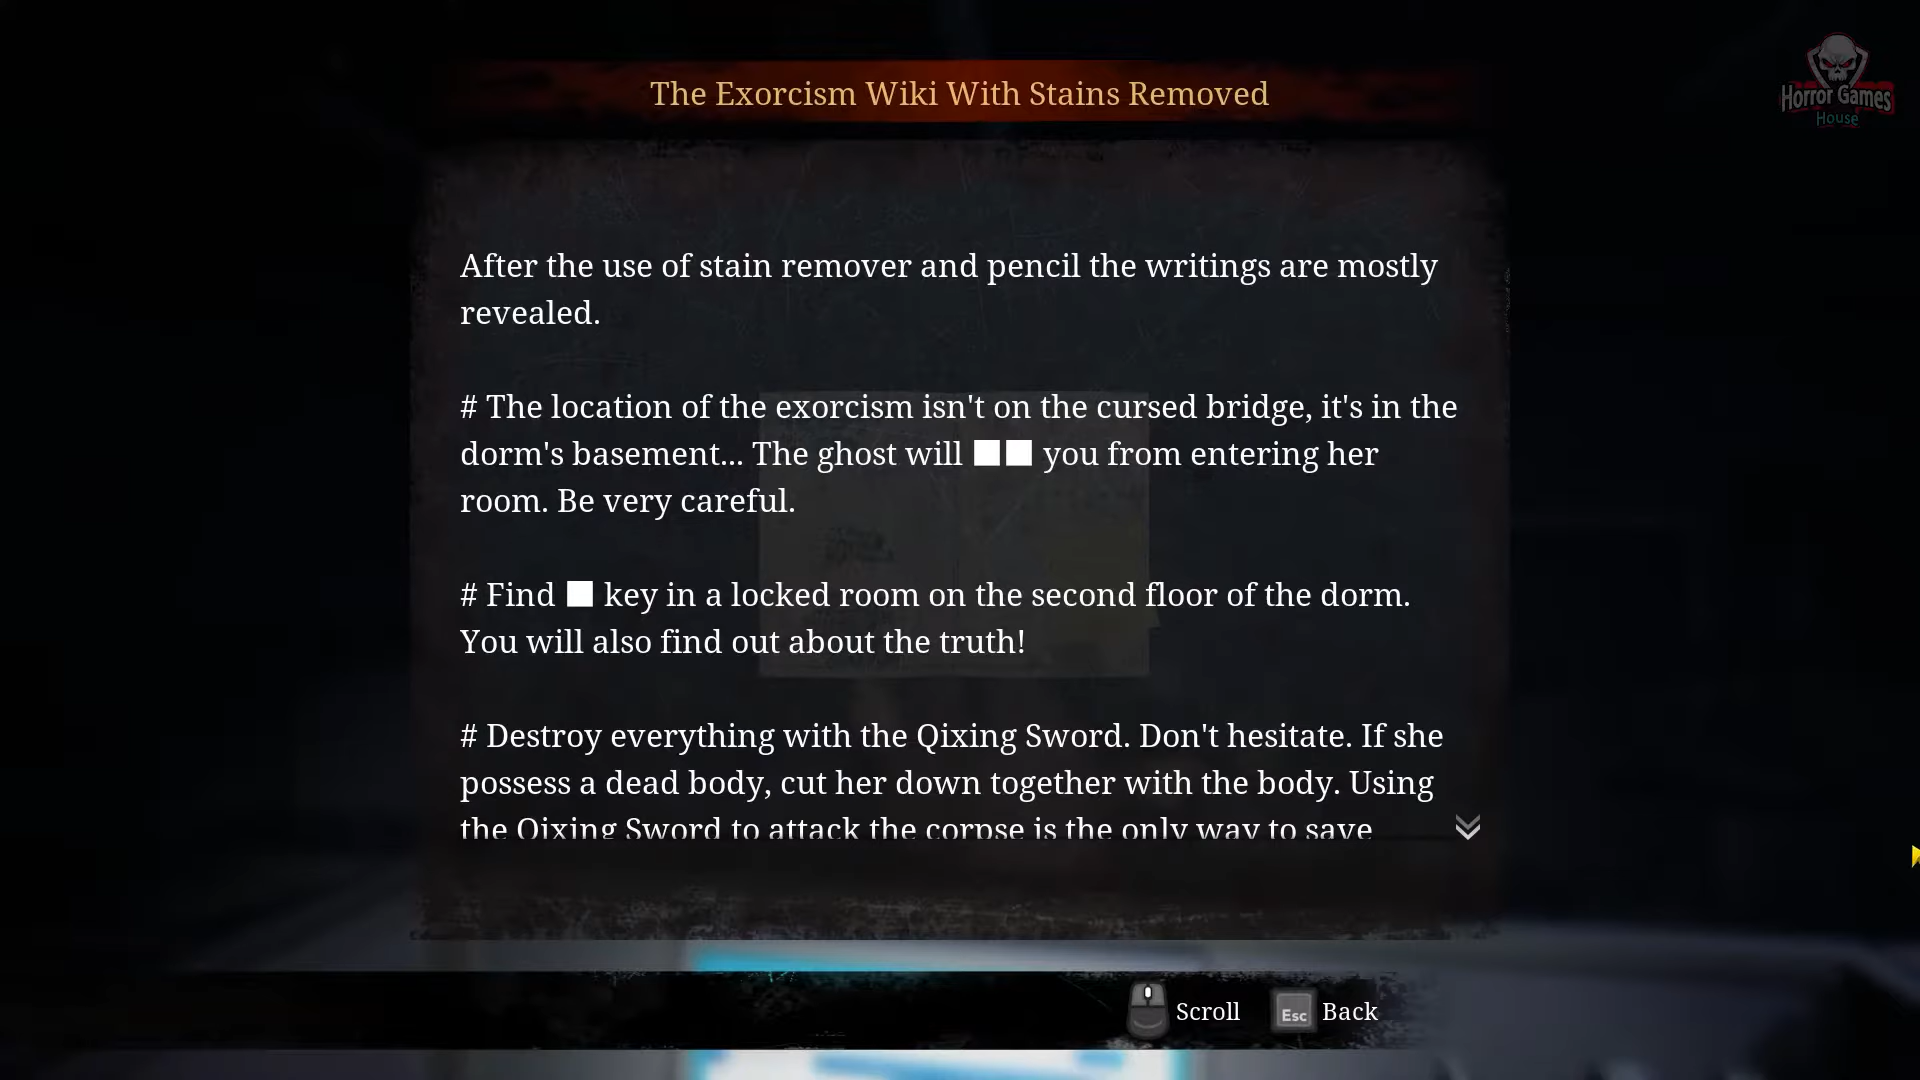 The Exorcism Wiki With Stains Removed
Horror Games
House
After the use of stain remover and pencil the writings are mostly
revealed.
# The location of the exorcism isn't on the cursed bridge, it's in the
dorm's basement... The ghost will ■■ you from entering her
room. Be very careful.
# Find ■ key in a locked room on the second floor of the dorm.
You will also find out about the truth!
# Destroy everything with the Qixing Sword. Don't hesitate. If she
possess a dead body, cut her down together with the body. Using
the Qixing Sword to attack the corpse is the only way to save
Scroll
Esc Back